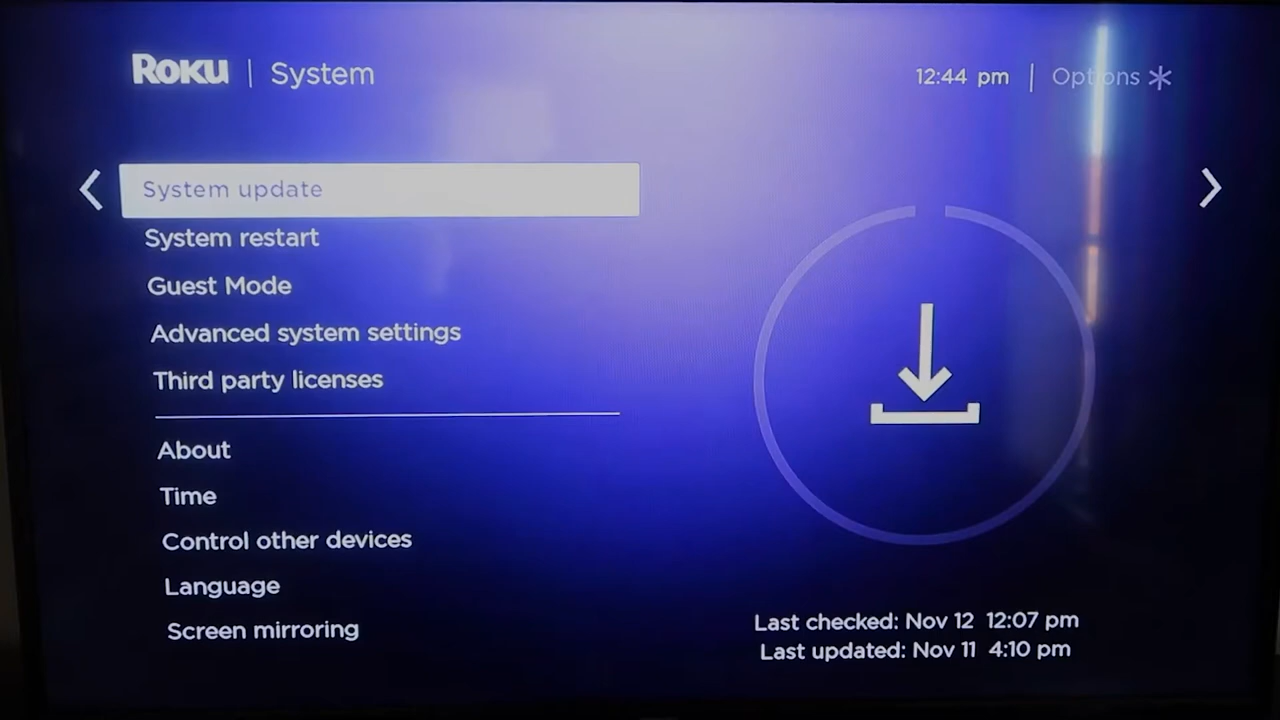 Roku | System
12:44 pm | Options
System update
System restart
Guest Mode
Advanced system settings
Third party licenses
About
Time
Control other devices
Language
Screen mirroring
Last checked: Nov 12 12:07 pm
Last updated: Nov 11 4:10 pm